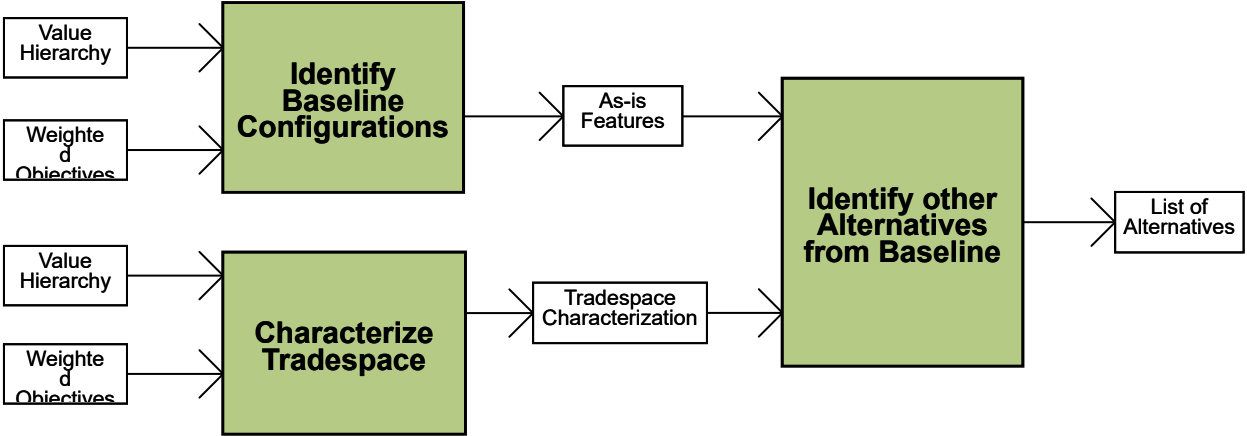 Value
Hierarchy
Weighte
d
Objectives
Identify
Baseline
Configurations
As-is
Features
Value
Hierarchy
Weighte
d
Objectives
Characterize
Tradespace
Tradespace
Characterization
Identify other
Alternatives
from Baseline
List of
Alternatives